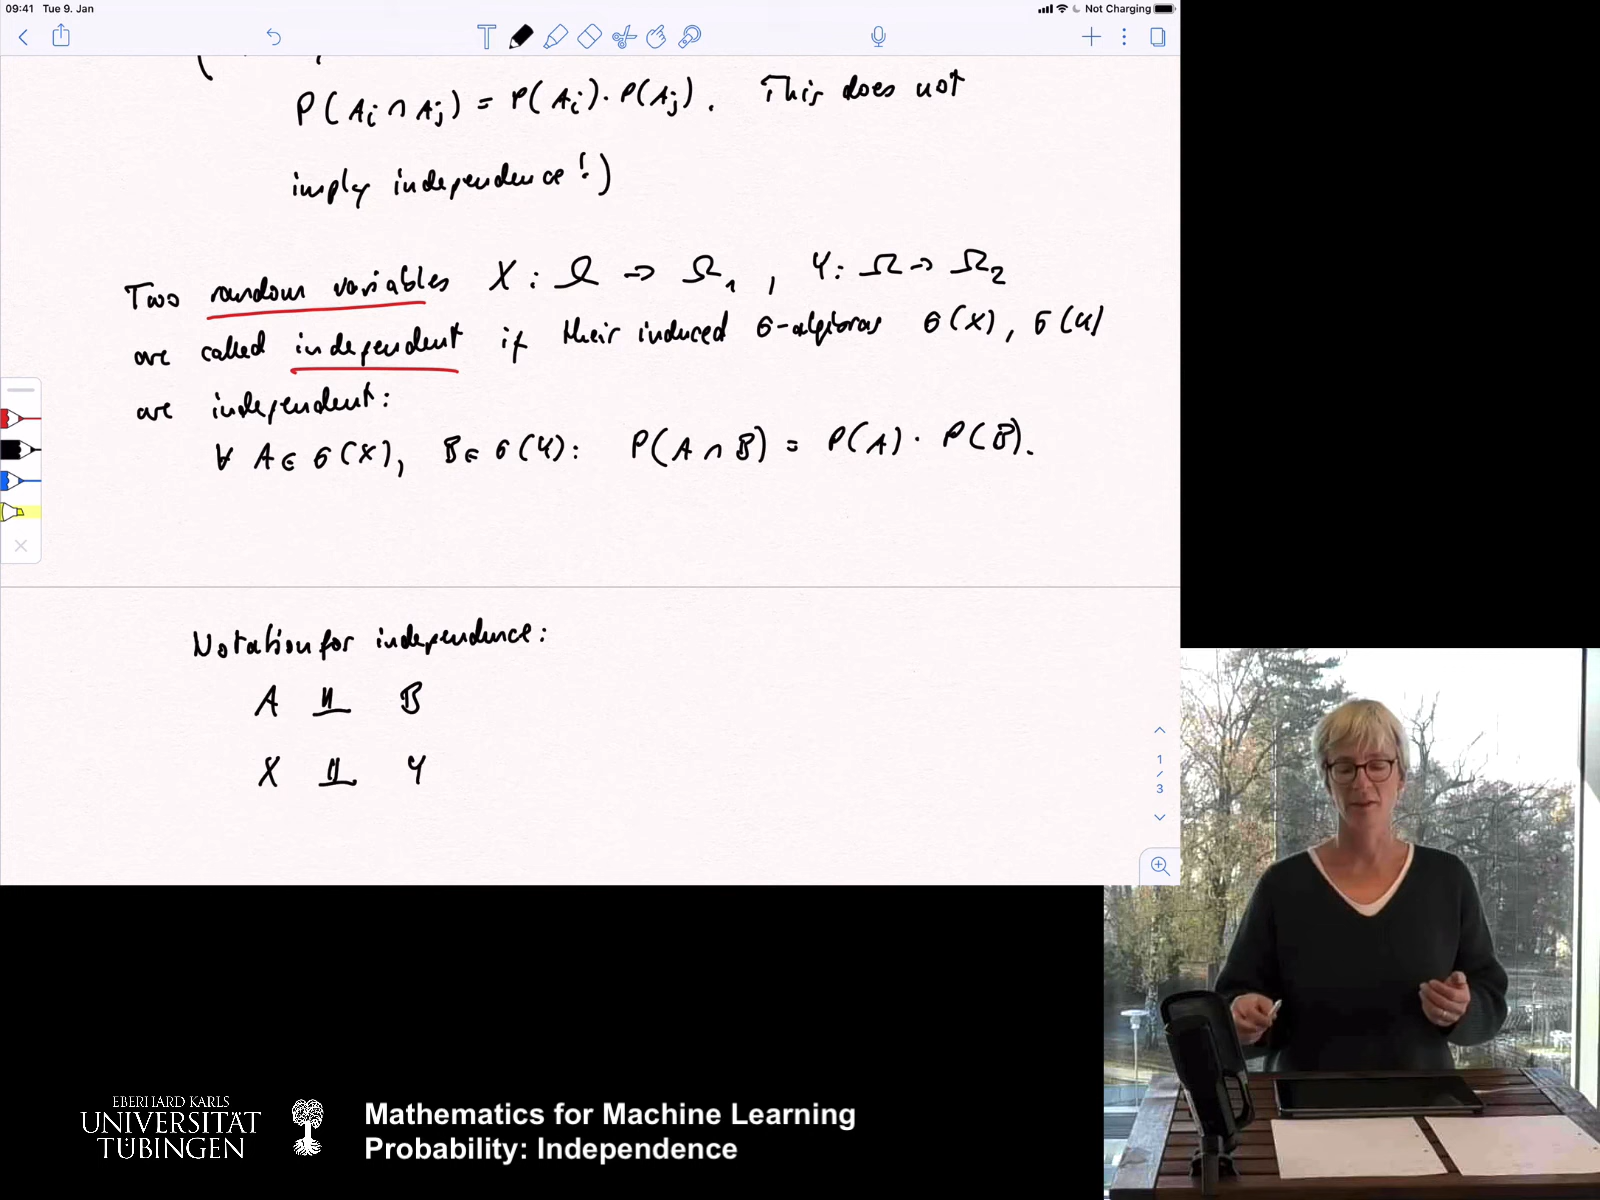 09:41 Tue 9. Jan
Not Charging
P(Ai ∩ Aj) = P(Ai) · P(Aj). This does not
imply independence!)
Two random variables X : Ω → Ω₁ , Y : Ω → Ω₂
are called independent if their induced σ-algebras σ(X), σ(Y)
are independent:
∀ A ∈ σ(X), B ∈ σ(Y): P(A ∩ B) = P(A) · P(B).
Notation for independence:
A ⫫ B
X ⫫ Y
1
/
3
EBERHARD KARLS
UNIVERSITÄT
TÜBINGEN
Mathematics for Machine Learning
Probability: Independence